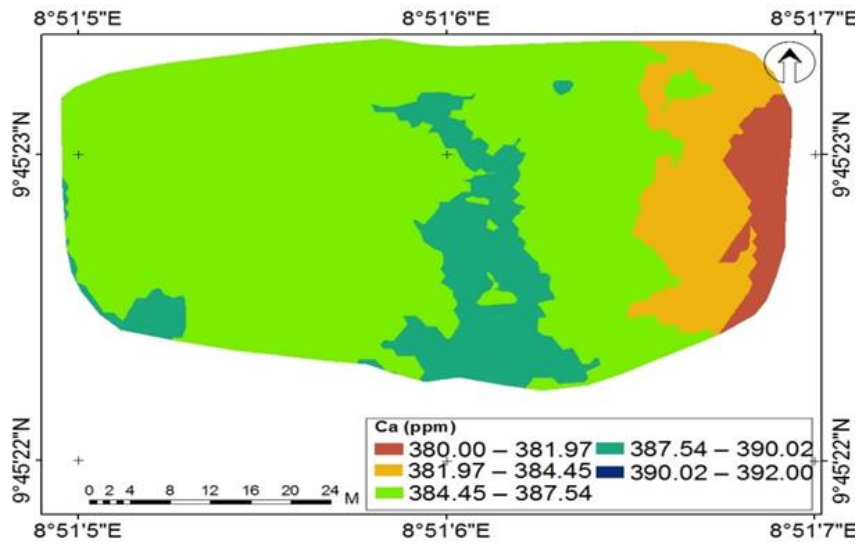 8°51'5"E 8°51'6"E 8°51'7"E
9°45'23"N 9°45'23"N
9°45'22"N 9°45'22"N
Ca (ppm)
380.00 – 381.97 387.54 – 390.02
381.97 – 384.45 390.02 – 392.00
384.45 – 387.54
0 2 4 8 12 16 20 24 M
8°51'5"E 8°51'6"E 8°51'7"E